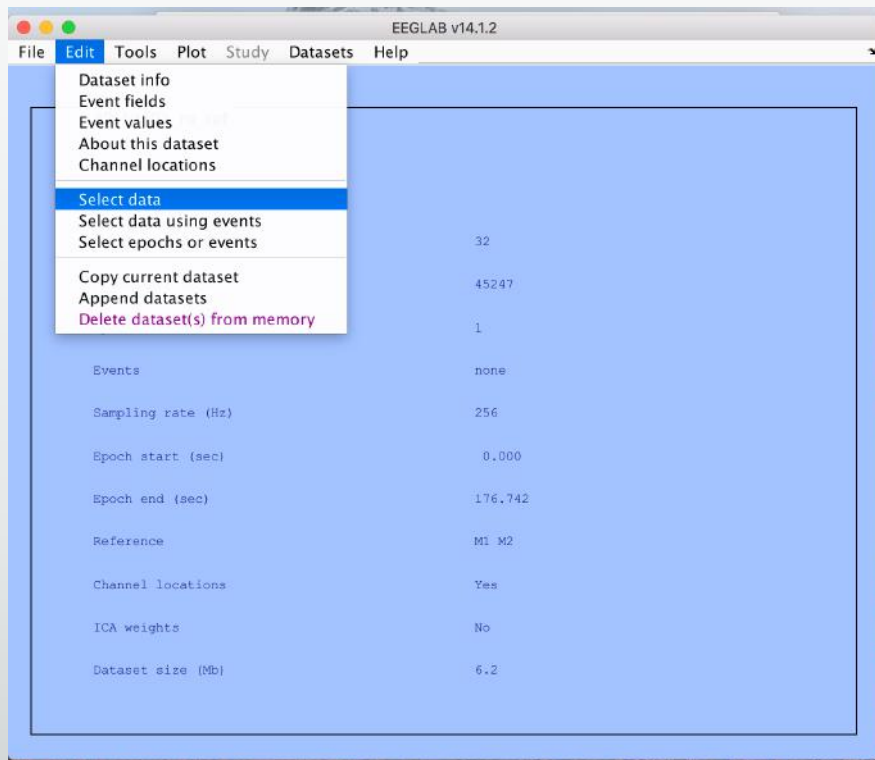 EEGLAB v14.1.2
File Edit Tools Plot Study Datasets Help
Dataset info
Event fields
Event values
About this dataset
Channel locations
Select data
Select data using events
Select epochs or events
32
Copy current dataset
45247
Append datasets
Delete dataset(s) from memory
1
Events none
Sampling rate (Hz) 256
Epoch start (sec) 0.000
Epoch end (sec) 176.742
Reference M1 M2
Channel locations Yes
ICA weights No
Dataset size (Mb) 6.2